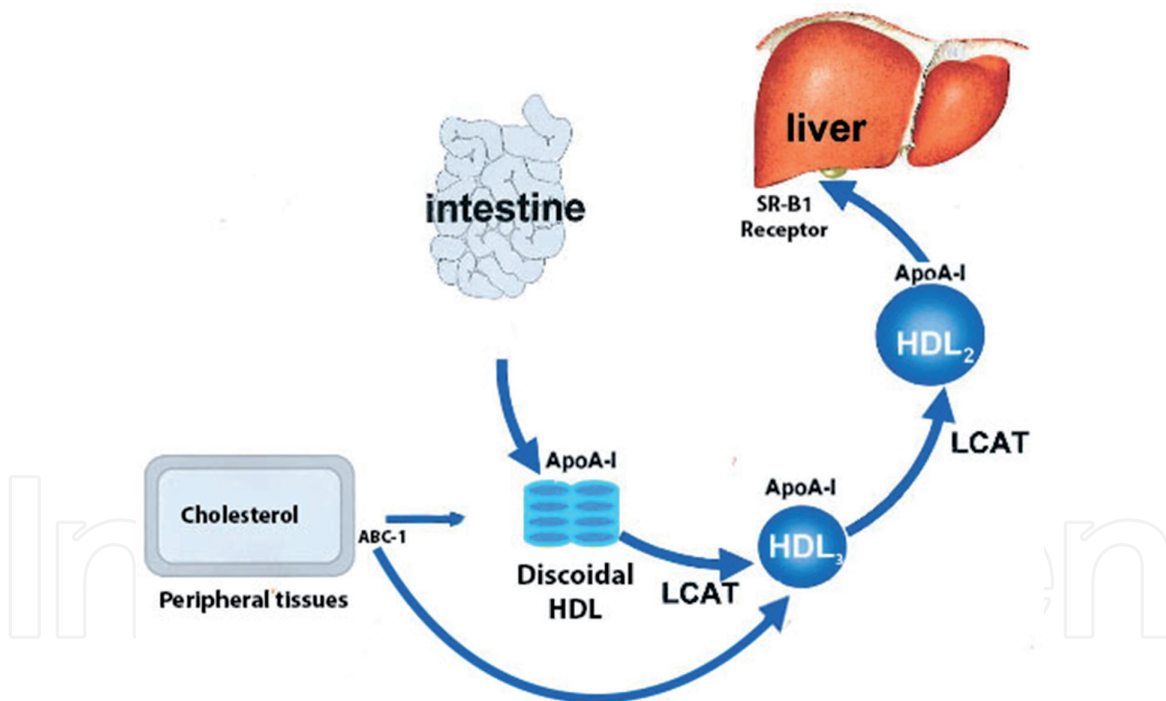 liver
intestine
SR-B1
Receptor
ApoA-I
HDL2
LCAT
ApoA-I
ApoA-I
Cholesterol
ABC-1
HDL3
Discoidal
HDL
LCAT
Peripheral tissues